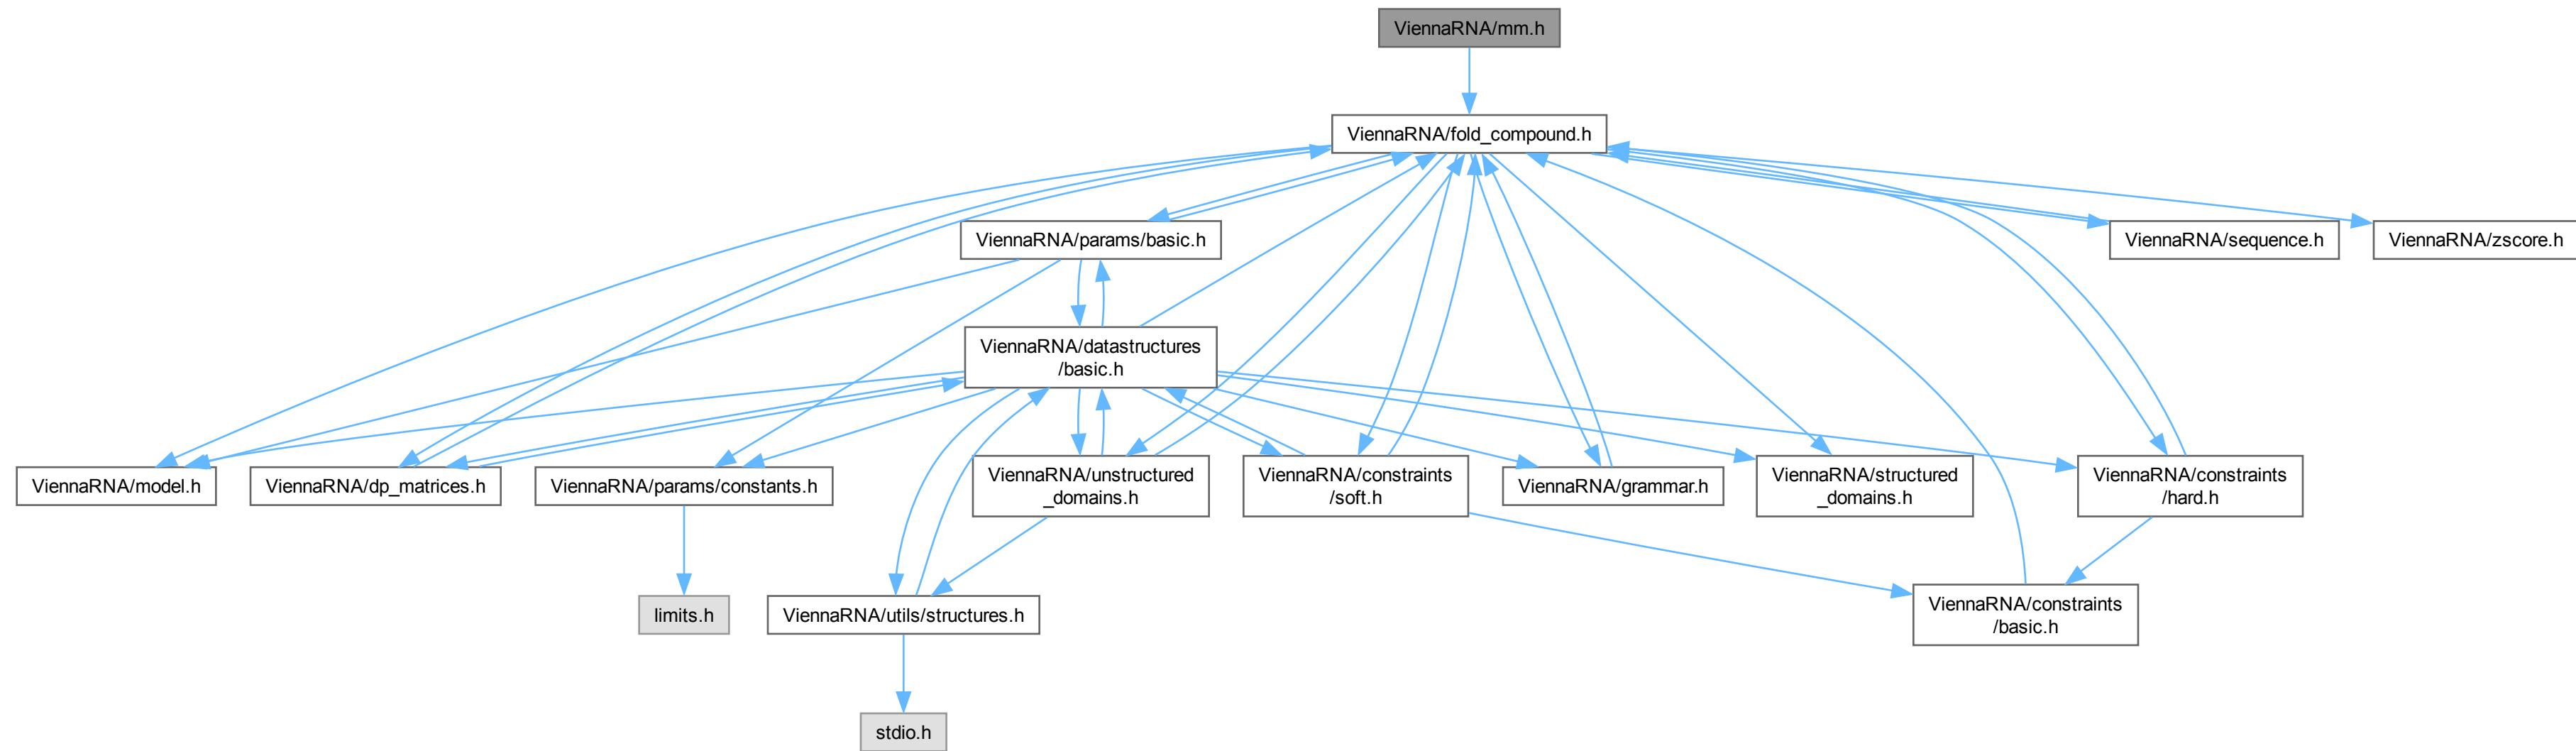 ViennaRNA/mm.h
ViennaRNA/fold_compound.h
ViennaRNA/params/basic.h
ViennaRNA/sequence.h
ViennaRNA/zscore.h
ViennaRNA/datastructures
/basic.h
ViennaRNA/model.h
ViennaRNA/dp_matrices.h
ViennaRNA/params/constants.h
ViennaRNA/unstructured
_domains.h
ViennaRNA/constraints
/soft.h
ViennaRNA/grammar.h
ViennaRNA/structured
_domains.h
ViennaRNA/constraints
/hard.h
limits.h
ViennaRNA/utils/structures.h
ViennaRNA/constraints
/basic.h
stdio.h